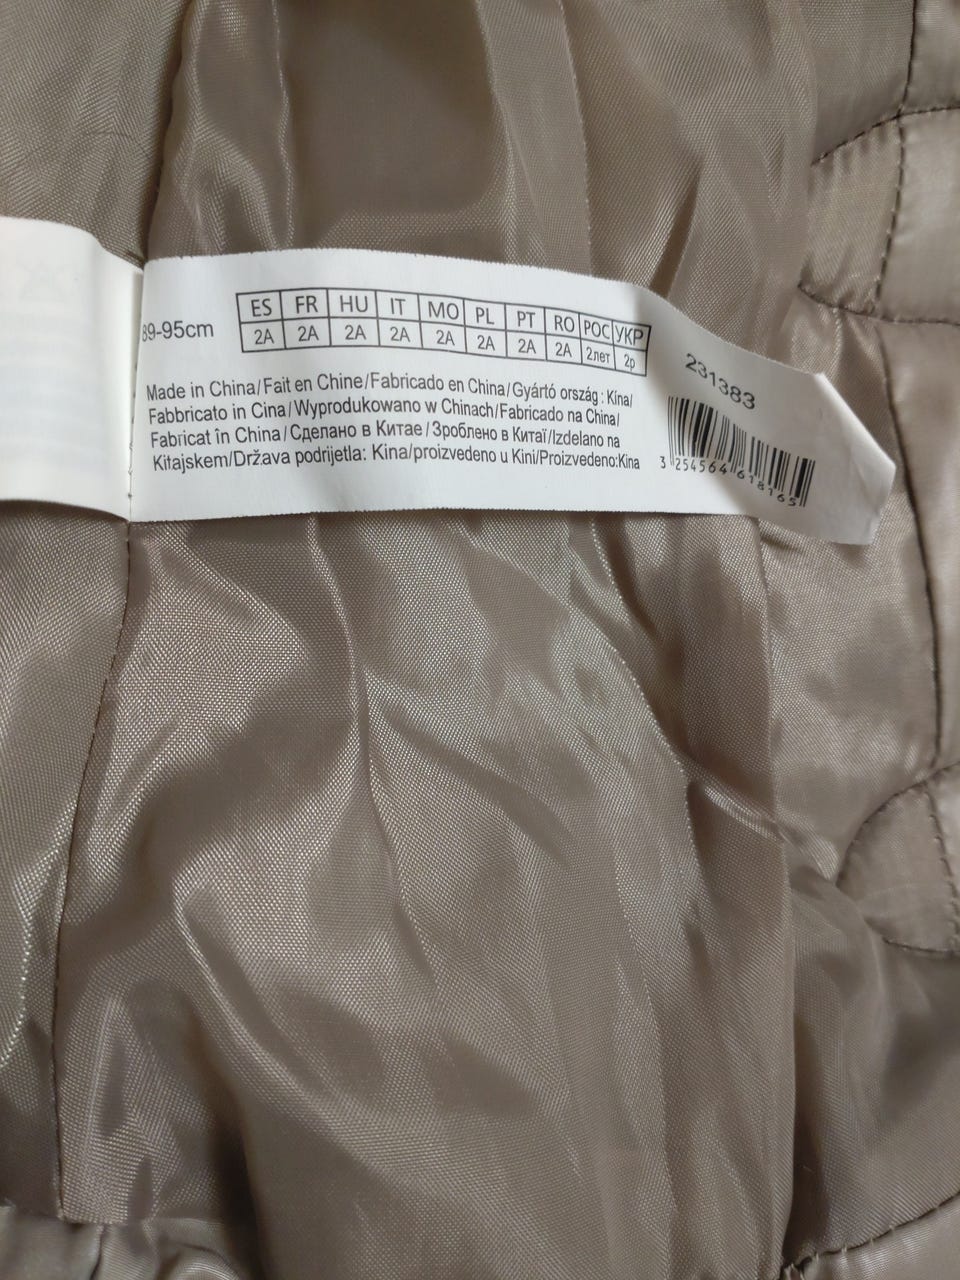 89-95cm
ES FR HU IT MO PL PT RO РОС УКР
2A 2A 2A 2A 2A 2A 2A 2A 2лет 2р
Made in China/Fait en Chine/Fabricado en China/Gyártó ország: Kína/
Fabbricato in Cina/Wyprodukowano w Chinach/Fabricado na China/
Fabricat în China/Сделано в Китае/Зроблено в Китаї/Izdelano na
Kitajskem/Država podrijetla: Kina/proizvedeno u Kini/Proizvedeno:Kina
231383
3 254564 618165